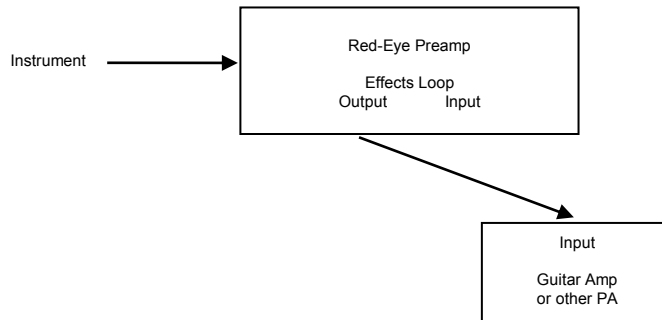 Red-Eye Preamp
Instrument
Effects Loop
Output Input
Input
Guitar Amp
or other PA